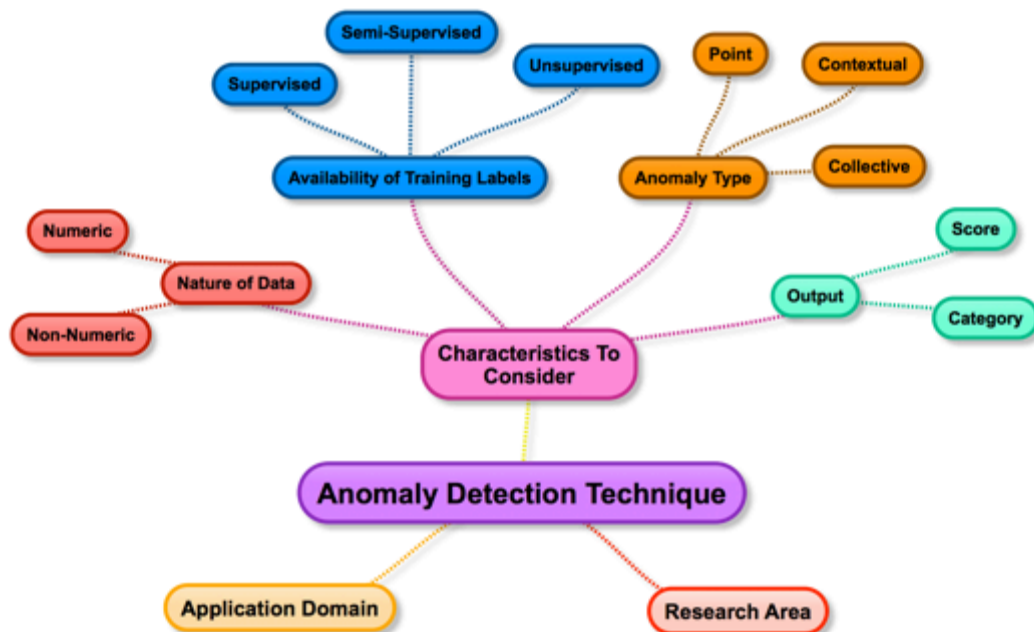 Semi-Supervised
Point
Contextual
Unsupervised
Supervised
Availability of Training Labels
Anomaly Type
Collective
Numeric
Score
Nature of Data
Output
Non-Numeric
Category
Characteristics To
Consider
Anomaly Detection Technique
Application Domain
Research Area